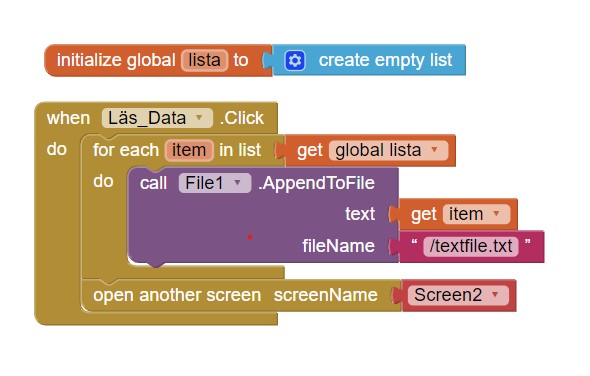 initialize global lista to create empty list
when Läs_Data .Click
do for each item in list get global lista
do call File1 .AppendToFile
text get item
fileName “ /textfile.txt ”
open another screen screenName Screen2